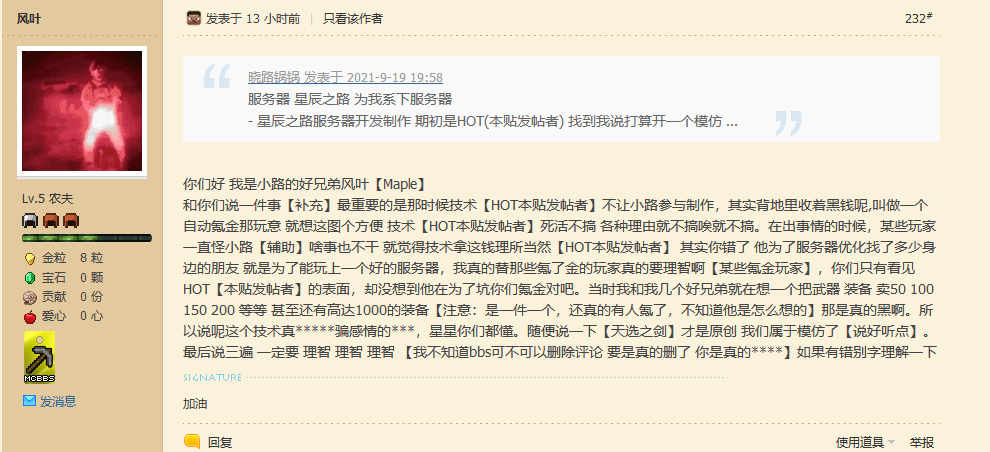 风叶
发表于 13 小时前 | 只看该作者
232#
晓路锅锅 发表于 2021-9-19 19:58
服务器 星辰之路 为我系下服务器
- 星辰之路服务器开发制作 期初是HOT(本贴发帖者) 找到我说打算开一个模仿 ...
你们好 我是小路的好兄弟风叶【Maple】
和你们说一件事【补充】最重要的是那时候技术【HOT本贴发帖者】不让小路参与制作，其实背地里收着黑钱呢,叫做一个
自动氪金那玩意 就想这图个方便 技术【HOT本贴发帖者】死活不搞 各种理由就不搞唉就不搞。在出事情的时候，某些玩家
一直怪小路【辅助】啥事也不干 就觉得技术拿这钱理所当然【HOT本贴发帖者】 其实你错了 他为了服务器优化找了多少身
边的朋友 就是为了能玩上一个好的服务器，我真的替那些氪了金的玩家真的要理智啊【某些氪金玩家】，你们只有看见
HOT【本贴发帖者】的表面，却没想到他在为了坑你们氪金对吧。当时我和我几个好兄弟就在想一个把武器 装备 卖50 100
150 200 等等 甚至还有高达1000的装备【注意：是一件一个，还真的有人氪了，不知道他是怎么想的】那是真的黑啊。所
以说呢这个技术真*****骗感情的***，星星你们都懂。随便说一下【天选之剑】才是原创 我们属于模仿了【说好听点】。
最后说三遍 一定要 理智 理智 理智 【我不知道bbs可不可以删除评论 要是真的删了 你是真的****】如果有错别字理解一下
Lv.5 农夫
金粒 8 粒
宝石 0 颗
贡献 0 份
爱心 0 心
MCBBS
发消息
SIGNATURE
加油
回复
使用道具 举报